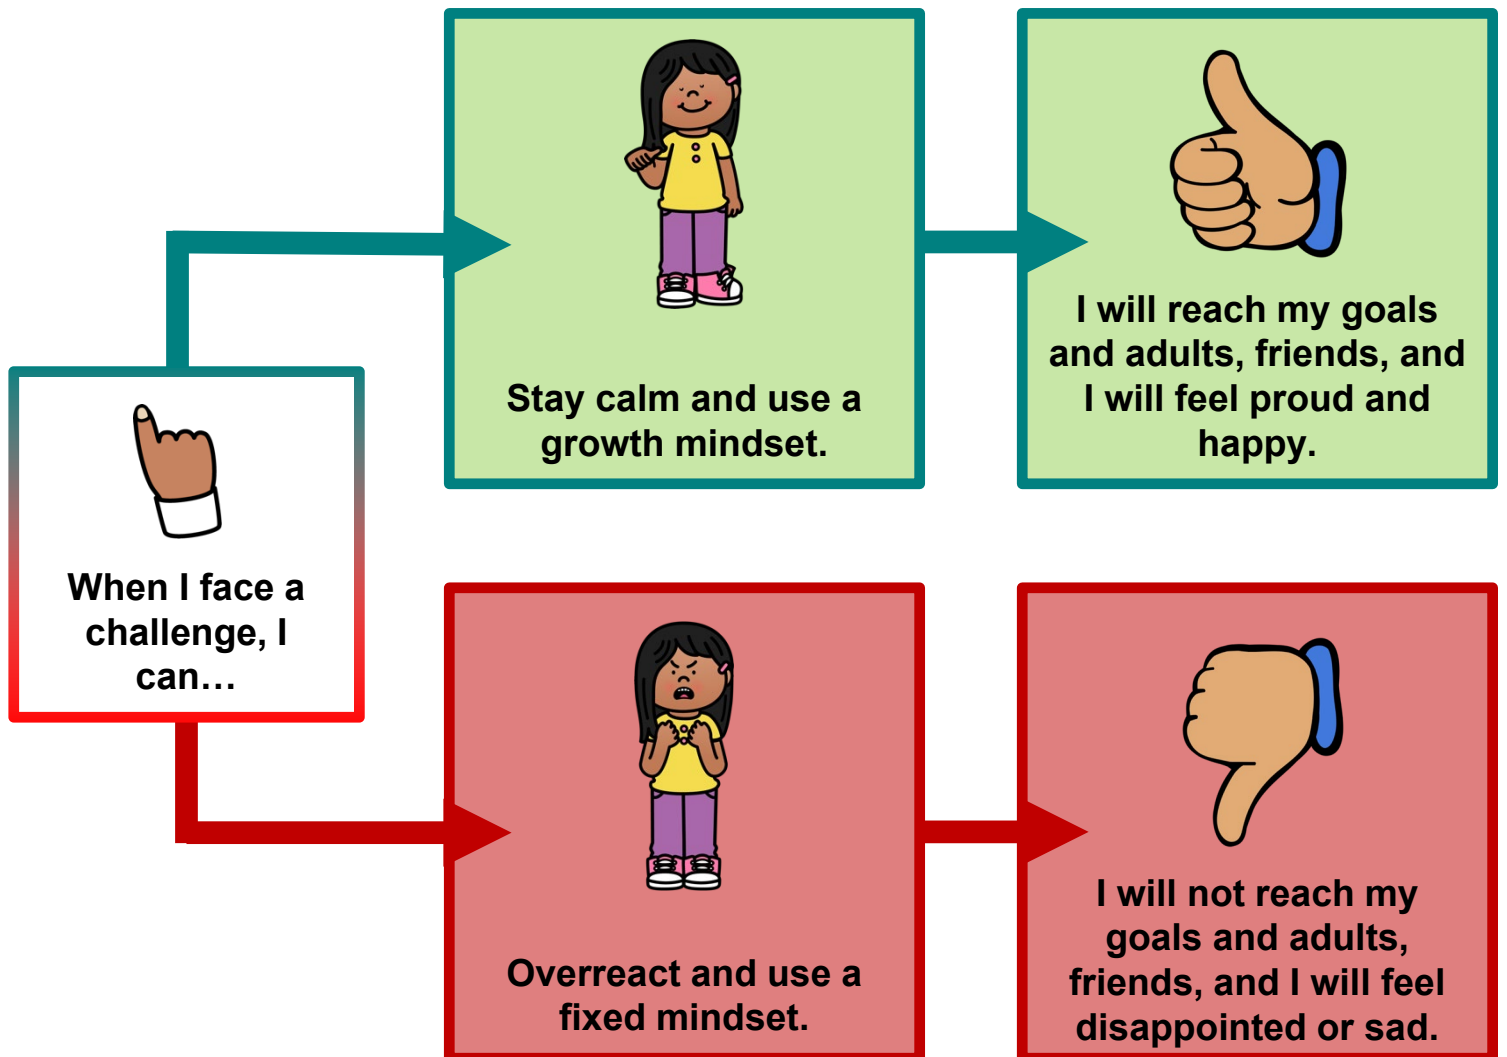 When I face a
challenge, I
can…
Stay calm and use a
growth mindset.
I will reach my goals
and adults, friends, and
I will feel proud and
happy.
Overreact and use a
fixed mindset.
I will not reach my
goals and adults,
friends, and I will feel
disappointed or sad.